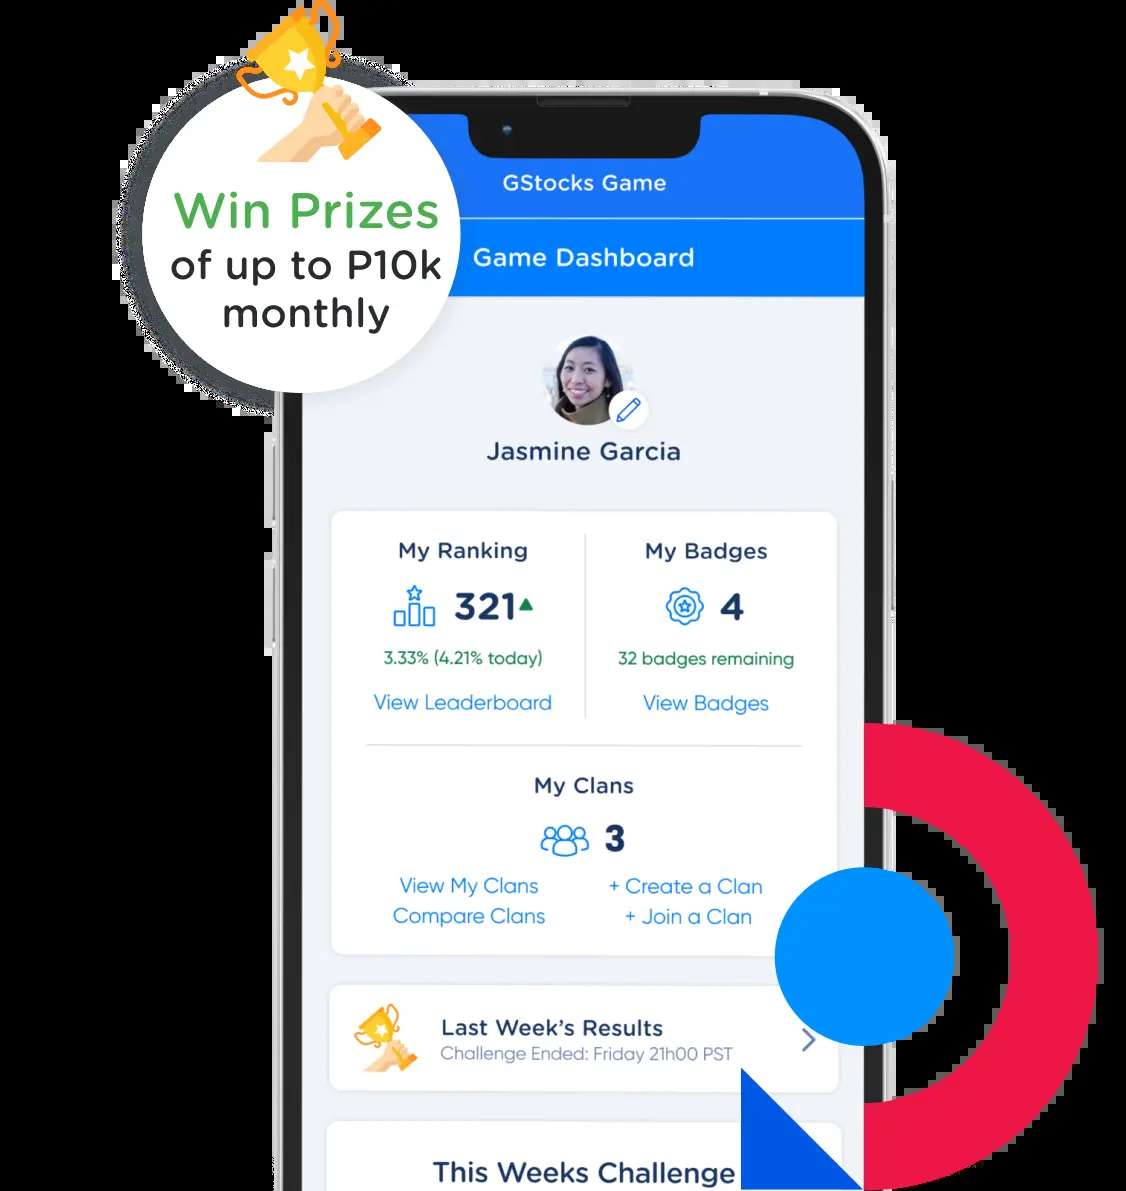 Win Prizes
of up to P10k
monthly
GStocks Game
Game Dashboard
Jasmine Garcia
My Ranking
321
3.33% (4.21% today)
View Leaderboard
My Badges
4
32 badges remaining
View Badges
My Clans
3
View My Clans
+ Create a Clan
Compare Clans
+ Join a Clan
Last Week's Results
Challenge Ended: Friday 21h00 PST
This Weeks Challenge